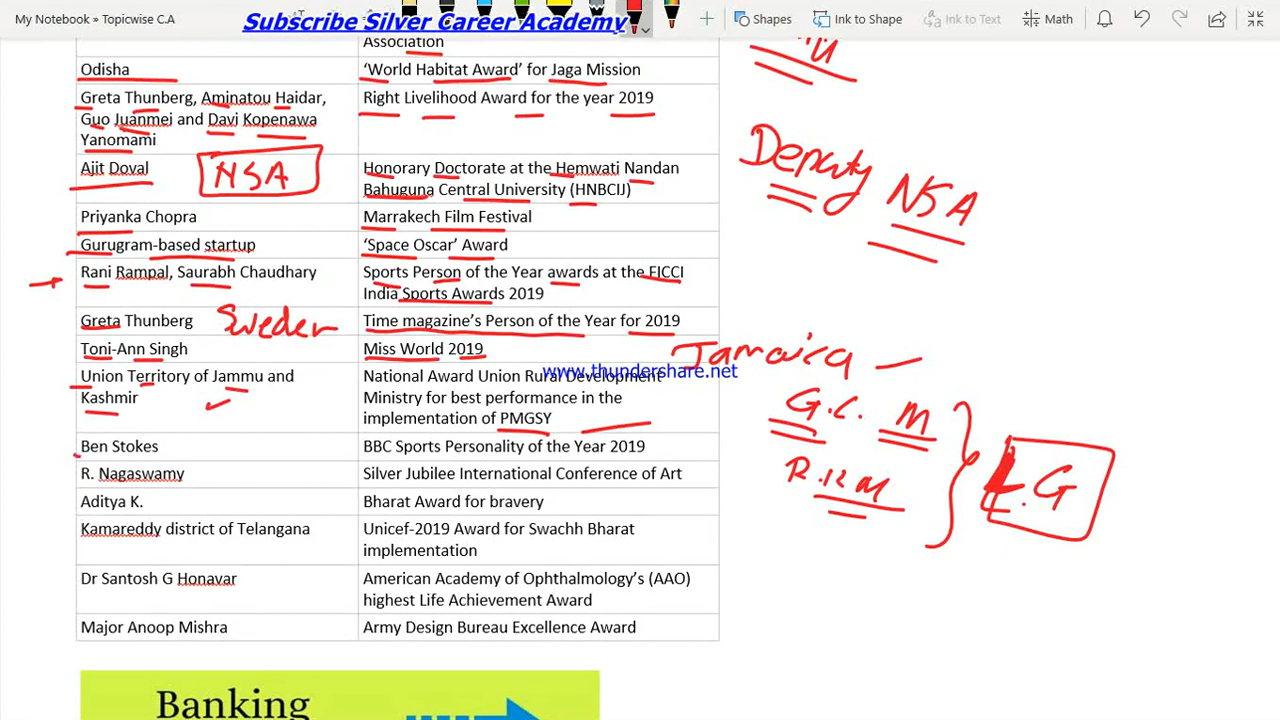 My Notebook » Topicwise C.A
Subscribe Silver Career Academy
Shapes
Ink to Shape
Ink to Text
Math
Association
Odisha
‘World Habitat Award’ for Jaga Mission
Greta Thunberg, Aminatou Haidar,
Guo Juanmei and Davi Kopenawa
Yanomami
Right Livelihood Award for the year 2019
Ajit Doval
NSA
Honorary Doctorate at the Hemwati Nandan
Bahuguna Central University (HNBCIJ)
Deputy NSA
Priyanka Chopra
Marrakech Film Festival
Gurugram-based startup
‘Space Oscar’ Award
Rani Rampal, Saurabh Chaudhary
Sports Person of the Year awards at the FICCI
India Sports Awards 2019
Greta Thunberg
Sweden
Time magazine’s Person of the Year for 2019
Toni-Ann Singh
Miss World 2019
Jamaica
www.thundershare.net
Union Territory of Jammu and
Kashmir
National Award Union Rural Development
Ministry for best performance in the
implementation of PMGSY
G.C. M
R.K M
L.G
Ben Stokes
BBC Sports Personality of the Year 2019
R. Nagaswamy
Silver Jubilee International Conference of Art
Aditya K.
Bharat Award for bravery
Kamareddy district of Telangana
Unicef-2019 Award for Swachh Bharat
implementation
Dr Santosh G Honavar
American Academy of Ophthalmology’s (AAO)
highest Life Achievement Award
Major Anoop Mishra
Army Design Bureau Excellence Award
Banking